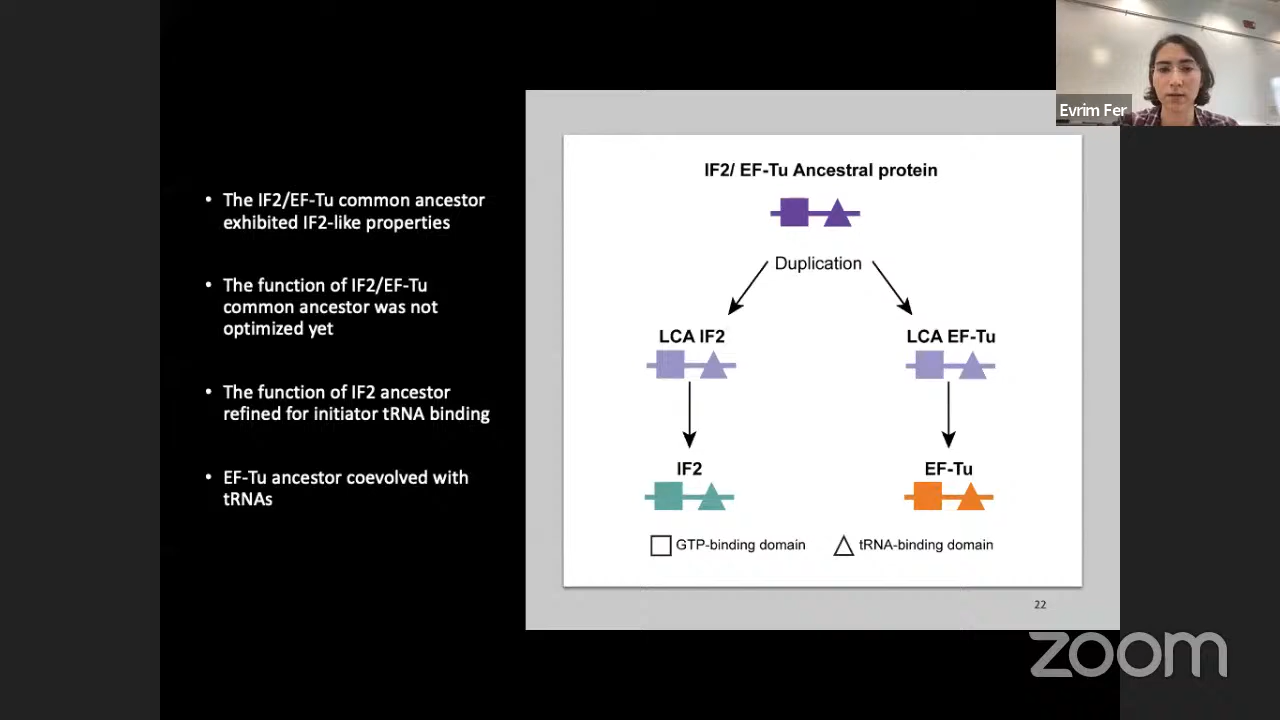 Evrim Fer
• The IF2/EF-Tu common ancestor
exhibited IF2-like properties
• The function of IF2/EF-Tu
common ancestor was not
optimized yet
• The function of IF2 ancestor
refined for initiator tRNA binding
• EF-Tu ancestor coevolved with
tRNAs
IF2/ EF-Tu Ancestral protein
Duplication
LCA IF2
LCA EF-Tu
IF2
EF-Tu
GTP-binding domain
tRNA-binding domain
22
zoom